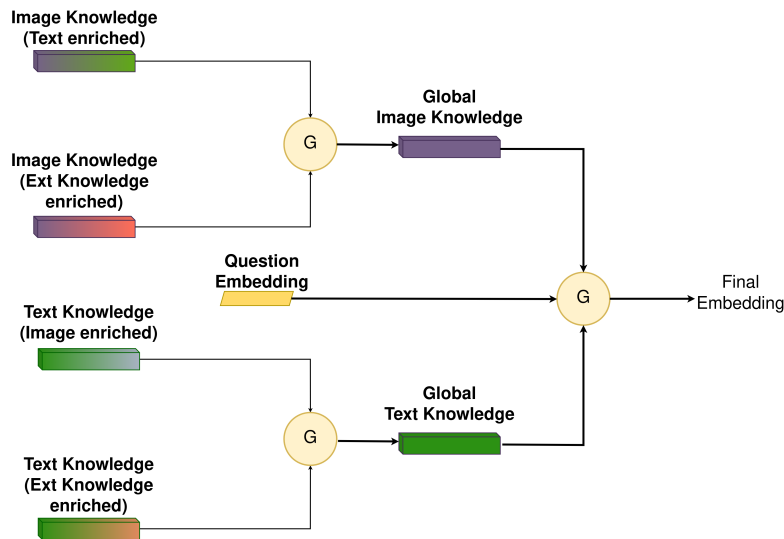 Image Knowledge
(Text enriched)
G
Global
Image Knowledge
Image Knowledge
(Ext Knowledge
enriched)
Question
Embedding
G
Final
Embedding
Text Knowledge
(Image enriched)
G
Global
Text Knowledge
Text Knowledge
(Ext Knowledge
enriched)